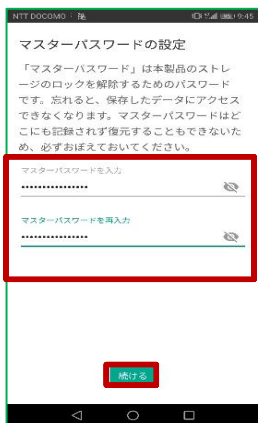 NTT DOCOMO
9:45
マスターパスワードの設定
「マスターパスワード」は本製品のストレ
ージのロックを解除するためのパスワード
です。忘れると、保存したデータにアクセス
できなくなります。マスターパスワードはど
こにも記録されず復元することもできないた
め、必ずおぼえておいてください。
マスターパスワードを入力
••••••••••••••••
マスターパスワードを再入力
••••••••••••••••
続ける